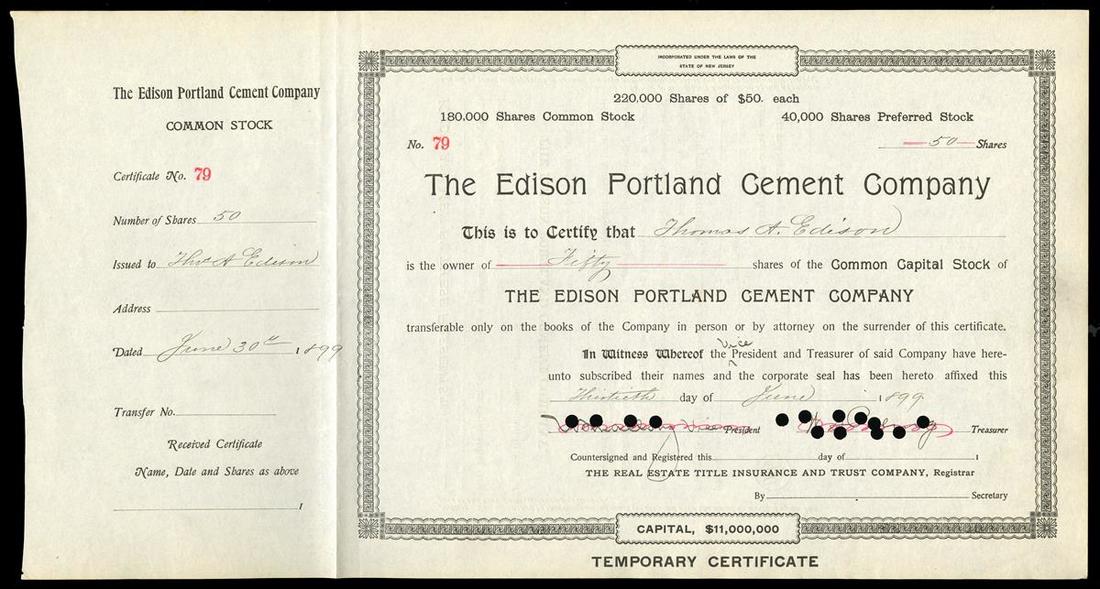 The Edison Portland Cement Company
COMMON STOCK
Certificate No. 79
Number of Shares 50
Issued to Thos A Edison
Address
Dated June 30th 1899
Transfer No.
Received Certificate
Name, Date and Shares as above
1
INCORPORATED UNDER THE LAWS OF THE
STATE OF NEW JERSEY
220,000 Shares of $50. each
180,000 Shares Common Stock 40,000 Shares Preferred Stock
No. 79 50 Shares
The Edison Portland Cement Company
This is to Certify that Thomas A. Edison
is the owner of Fifty shares of the Common Capital Stock of
THE EDISON PORTLAND CEMENT COMPANY
transferable only on the books of the Company in person or by attorney on the surrender of this certificate.
In Witness Whereof the Vice President and Treasurer of said Company have here-
unto subscribed their names and the corporate seal has been hereto affixed this
Thirtieth day of June 1899
Vice President Treasurer
Countersigned and Registered this day of 1
THE REAL ESTATE TITLE INSURANCE AND TRUST COMPANY, Registrar
By Secretary
CAPITAL, $11,000,000
TEMPORARY CERTIFICATE